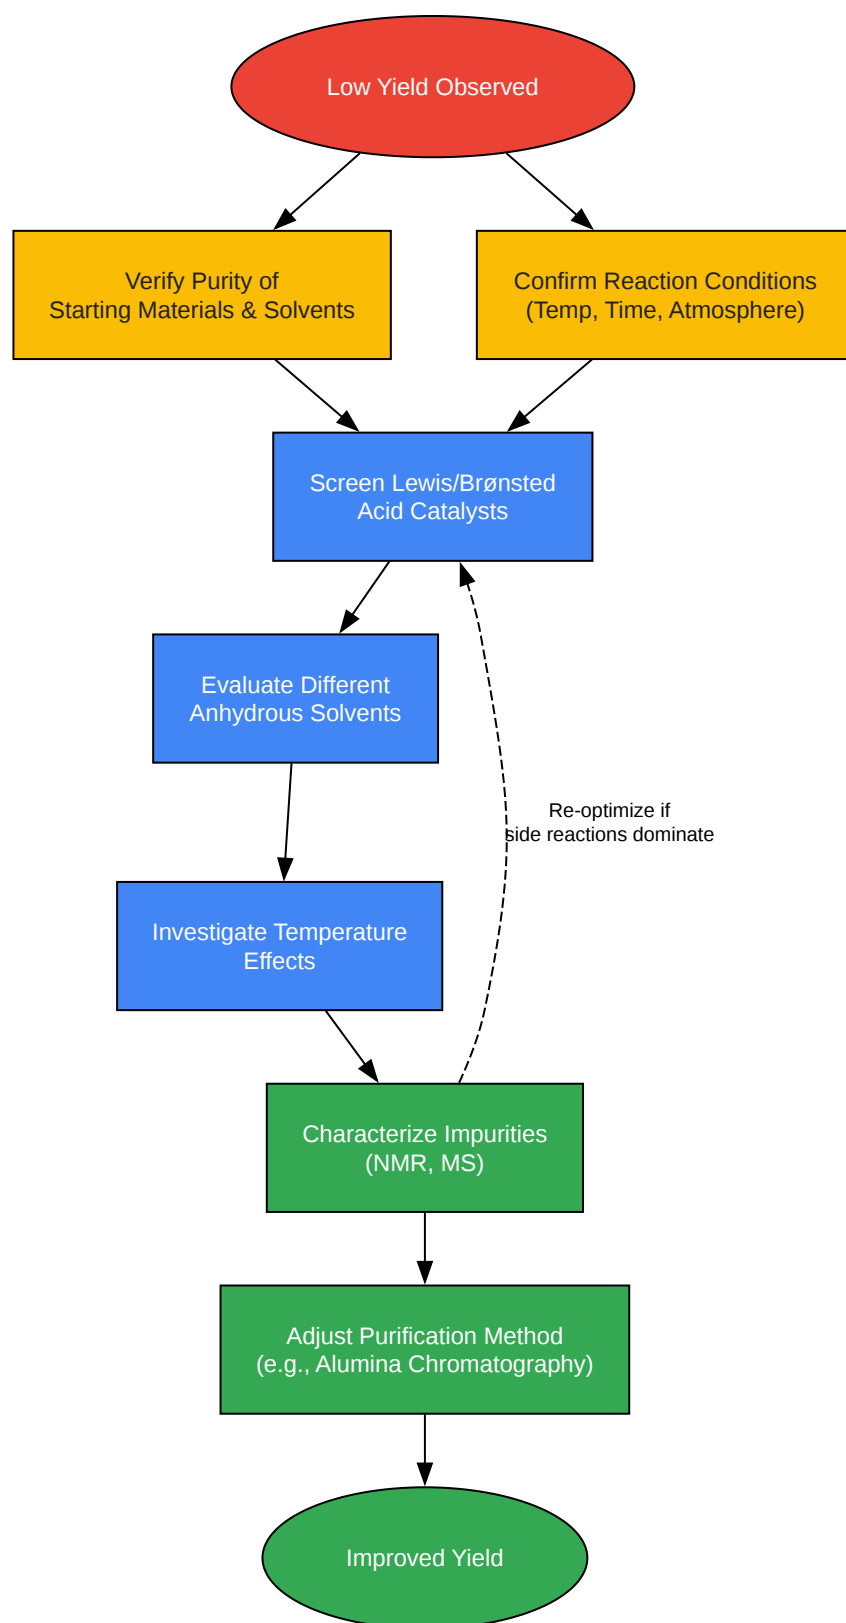 Low Yield Observed
Verify Purity of
Starting Materials & Solvents
Confirm Reaction Conditions
(Temp, Time, Atmosphere)
Screen Lewis/Brønsted
Acid Catalysts
Evaluate Different
Anhydrous Solvents
Re-optimize if
side reactions dominate
Investigate Temperature
Effects
Characterize Impurities
(NMR, MS)
Adjust Purification Method
(e.g., Alumina Chromatography)
Improved Yield